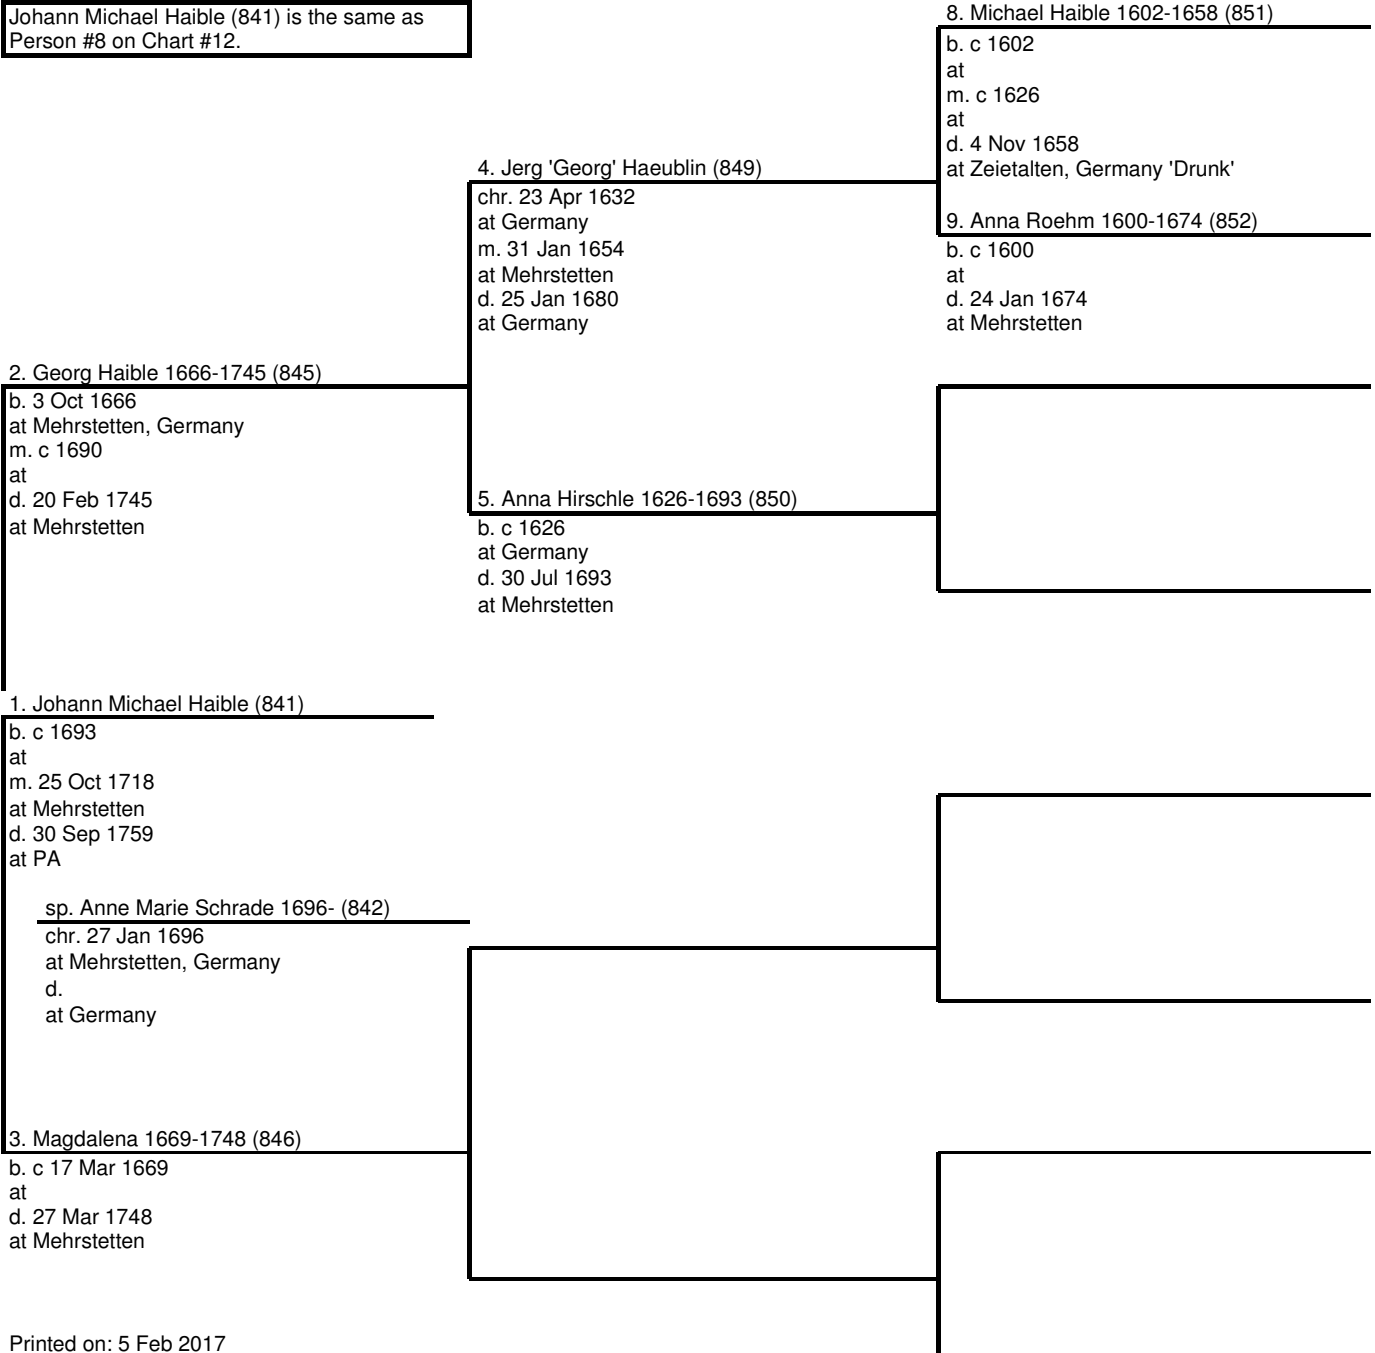 Johann Michael Haible (841) is the same as
Person #8 on Chart #12.
8. Michael Haible 1602-1658 (851)
b. c 1602
at
m. c 1626
at
d. 4 Nov 1658
at Zeietalten, Germany 'Drunk'
4. Jerg 'Georg' Haeublin (849)
chr. 23 Apr 1632
at Germany
m. 31 Jan 1654
at Mehrstetten
d. 25 Jan 1680
at Germany
9. Anna Roehm 1600-1674 (852)
b. c 1600
at
d. 24 Jan 1674
at Mehrstetten
2. Georg Haible 1666-1745 (845)
b. 3 Oct 1666
at Mehrstetten, Germany
m. c 1690
at
d. 20 Feb 1745
at Mehrstetten
5. Anna Hirschle 1626-1693 (850)
b. c 1626
at Germany
d. 30 Jul 1693
at Mehrstetten
1. Johann Michael Haible (841)
b. c 1693
at
m. 25 Oct 1718
at Mehrstetten
d. 30 Sep 1759
at PA
sp. Anne Marie Schrade 1696- (842)
chr. 27 Jan 1696
at Mehrstetten, Germany
d.
at Germany
3. Magdalena 1669-1748 (846)
b. c 17 Mar 1669
at
d. 27 Mar 1748
at Mehrstetten
Printed on: 5 Feb 2017